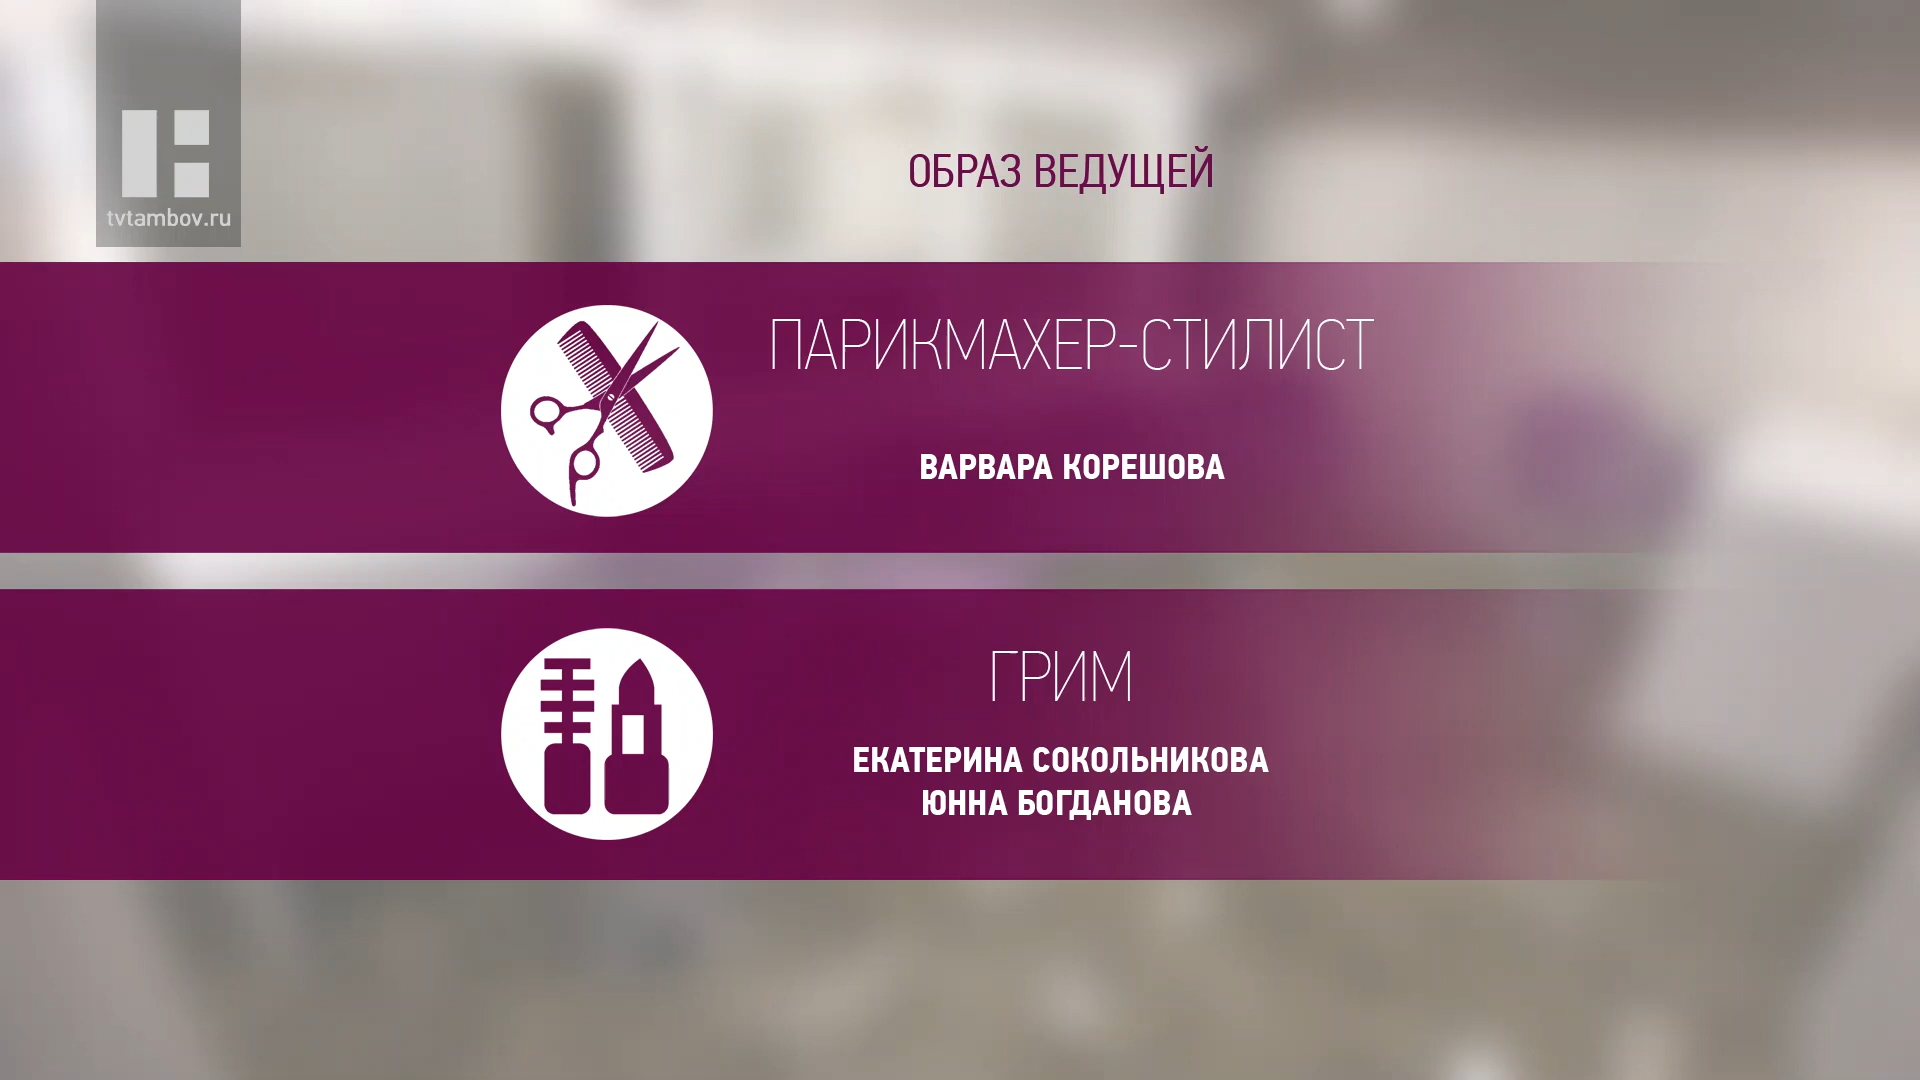 ОБРАЗ ВЕДУЩЕЙ
tvtambov.ru
ПАРИКМАХЕР-СТИЛИСТ
ВАРВАРА КОРЕШОВА
ГРИМ
ЕКАТЕРИНА СОКОЛЬНИКОВА
ЮННА БОГДАНОВА